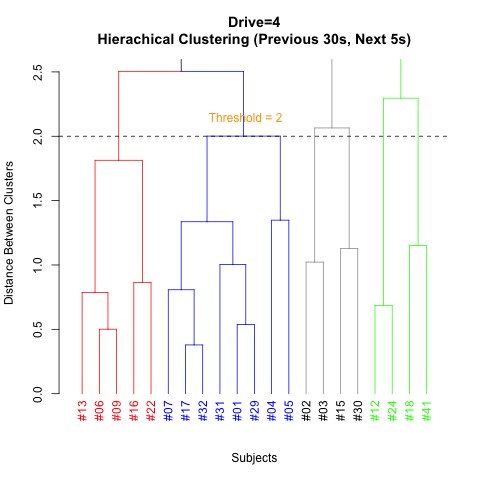 Drive=4
Hierachical Clustering (Previous 30s, Next 5s)
Distance Between Clusters
2.5
2.0
1.5
1.0
0.5
0.0
Threshold = 2
#13 #06 #09 #16 #22 #07 #17 #32 #31 #01 #29 #04 #05 #02 #03 #15 #30 #12 #24 #18 #41
Subjects